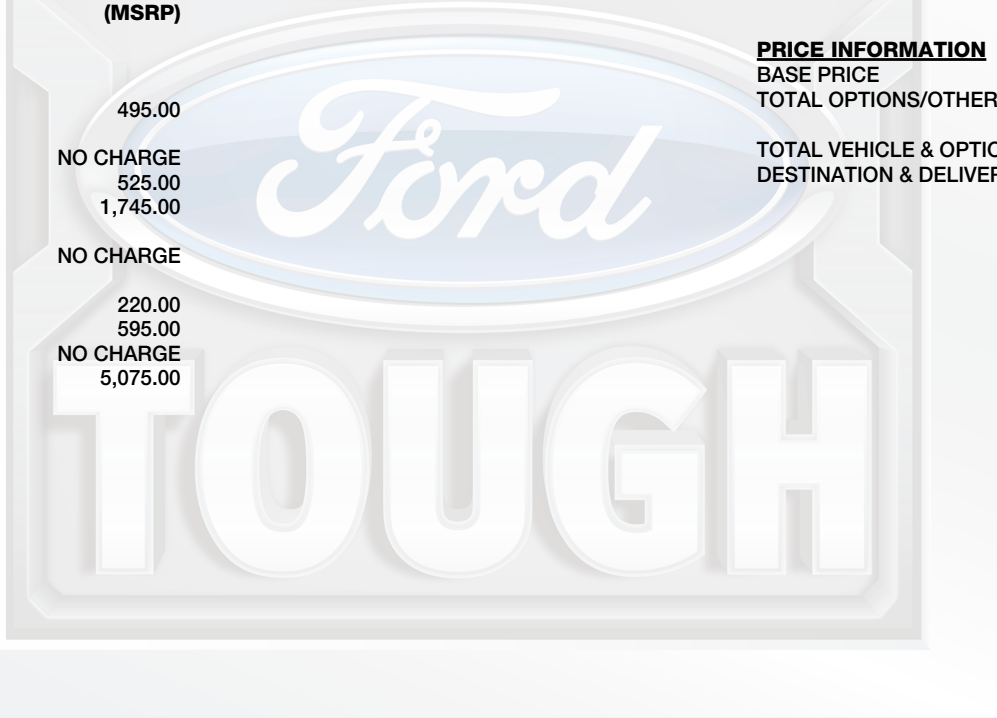 (MSRP)
495.00
NO CHARGE
525.00
1,745.00
NO CHARGE
220.00
595.00
NO CHARGE
5,075.00
PRICE INFORMATION
BASE PRICE
TOTAL OPTIONS/OTHER
TOTAL VEHICLE & OPTIO
DESTINATION & DELIVER
Ford
TOUGH